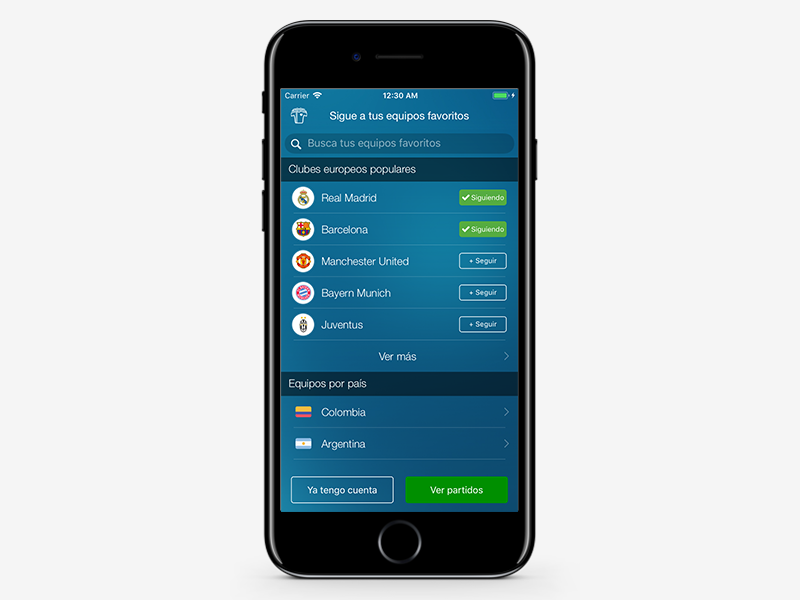 Carrier 12:30 AM
Sigue a tus equipos favoritos
Busca tus equipos favoritos
Clubes europeos populares
Real Madrid Siguiendo
Barcelona Siguiendo
Manchester United + Seguir
Bayern Munich + Seguir
Juventus + Seguir
Ver más
Equipos por país
Colombia
Argentina
Ya tengo cuenta Ver partidos